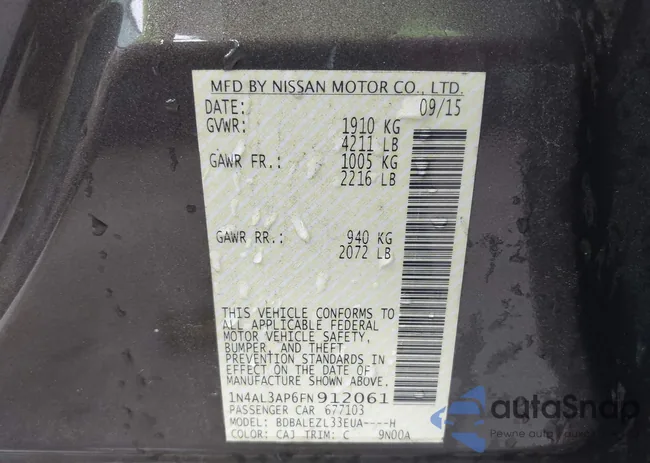 MFD BY NISSAN MOTOR CO., LTD.
DATE: 09/15
GVWR: 1910 KG
4211 LB
GAWR FR.: 1005 KG
2216 LB
GAWR RR.: 940 KG
2072 LB
THIS VEHICLE CONFORMS TO
ALL APPLICABLE FEDERAL
MOTOR VEHICLE SAFETY,
BUMPER, AND THEFT
PREVENTION STANDARDS IN
EFFECT ON THE DATE OF
MANUFACTURE SHOWN ABOVE.
1N4AL3AP6FN912061
PASSENGER CAR 677103
MODEL: BDBALEZL33EUA----H
COLOR: CAJ TRIM: C 9N00A
autoSnap
Pewne auto